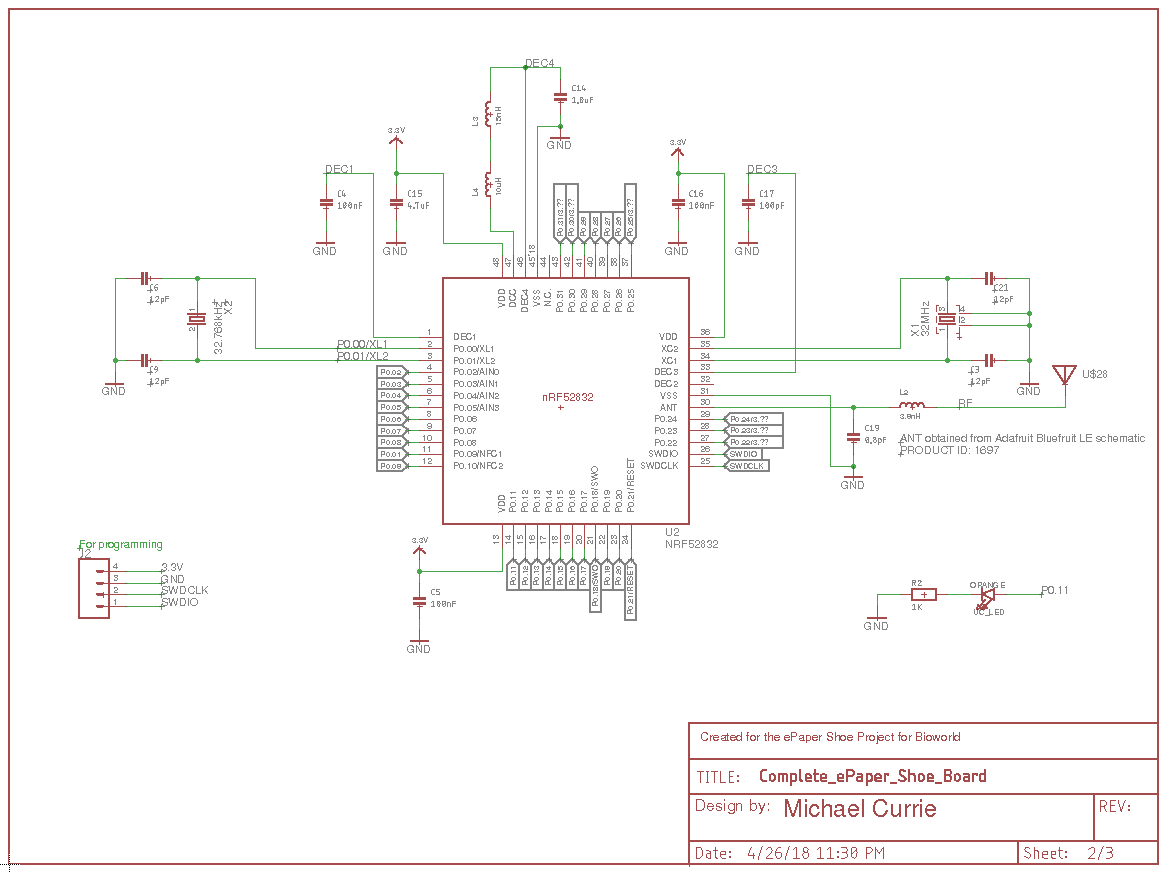 DEC4
C14
1.0uF
L3
15nH
GND
3.3V
3.3V
DEC1
C4
100nF
C15
4.7uF
L4
10uH
C16
100nF
DEC3
C17
100pF
P0.31/3.??
P0.30/3.??
P0.29
P0.28
P0.27
P0.26
P0.25/3.??
GND
GND
GND
GND
48
47
46
45*18
44
43
42
41
40
39
38
37
VDD
DCC
DEC4
VSS
N.C.
P0.31
P0.30
P0.29
P0.28
P0.27
P0.26
P0.25
C6
12pF
1
2
32.768kHz
X2
C9
12pF
GND
P0.00/XL1
P0.01/XL2
1 DEC1
2 P0.00/XL1
3 P0.01/XL2
P0.02 4 P0.02/AIN0
P0.03 5 P0.03/AIN1
P0.04 6 P0.04/AIN2
P0.05 7 P0.05/AIN3
P0.06 8 P0.06
P0.07 9 P0.07
P0.08 10 P0.08
11 P0.09/NFC1
12 P0.10/NFC2
nRF52832
VDD 36
XC2 35
XC1 34
DEC3 33
DEC2 32
VSS 31
ANT 30
P0.24 29 P0.24/3.??
P0.23 28 P0.23/3.??
P0.22 27 P0.22/3.??
SWDIO 26 SWDIO
SWDCLK 25 SWDCLK
C21
12pF
X1
32MHz
3
4
2
1
C3
12pF
GND
U$28
3.9nH
RF
C19
0.8pF
GND
ANT obtained from Adafruit Bluefruit LE schematic
PRODUCT ID: 1697
VDD
P0.11
P0.12
P0.13
P0.14
P0.15
P0.16
P0.17
P0.18/SWO
P0.19
P0.20
P0.21/RESET
13
14
15
16
17
18
19
20
21
22
23
24
P0.11
P0.12
P0.13
P0.14
P0.15
P0.16
P0.17
P0.18/SWO
P0.19
P0.20
P0.21/RESET
U2
NRF52832
3.3V
C5
100nF
GND
For programming
J2
4 3.3V
3 GND
2 SWDCLK
1 SWDIO
R2
1K
GND
ORANGE
UC_LED
P0.11
Created for the ePaper Shoe Project for Bioworld
TITLE: Complete_ePaper_Shoe_Board
Design by: Michael Currie
REV:
Date: 4/26/18 11:30 PM
Sheet: 2/3